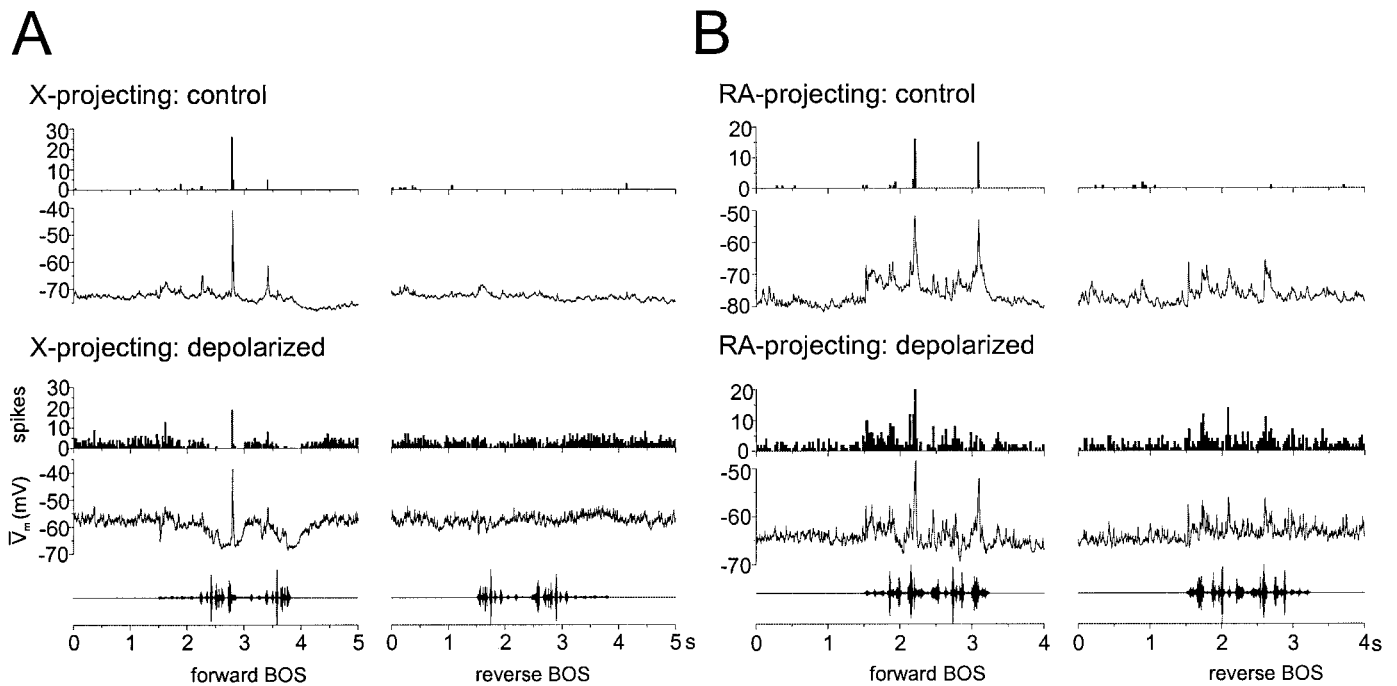 A
B
X-projecting: control
RA-projecting: control
30
20
10
0
20
10
0
-40
-50
-60
-70
-50
-60
-70
-80
X-projecting: depolarized
RA-projecting: depolarized
spikes
30
20
10
0
20
10
0
V̅m (mV)
-40
-50
-60
-70
-50
-60
-70
0 1 2 3 4 5
0 1 2 3 4 5 s
0 1 2 3 4
0 1 2 3 4 s
forward BOS
reverse BOS
forward BOS
reverse BOS